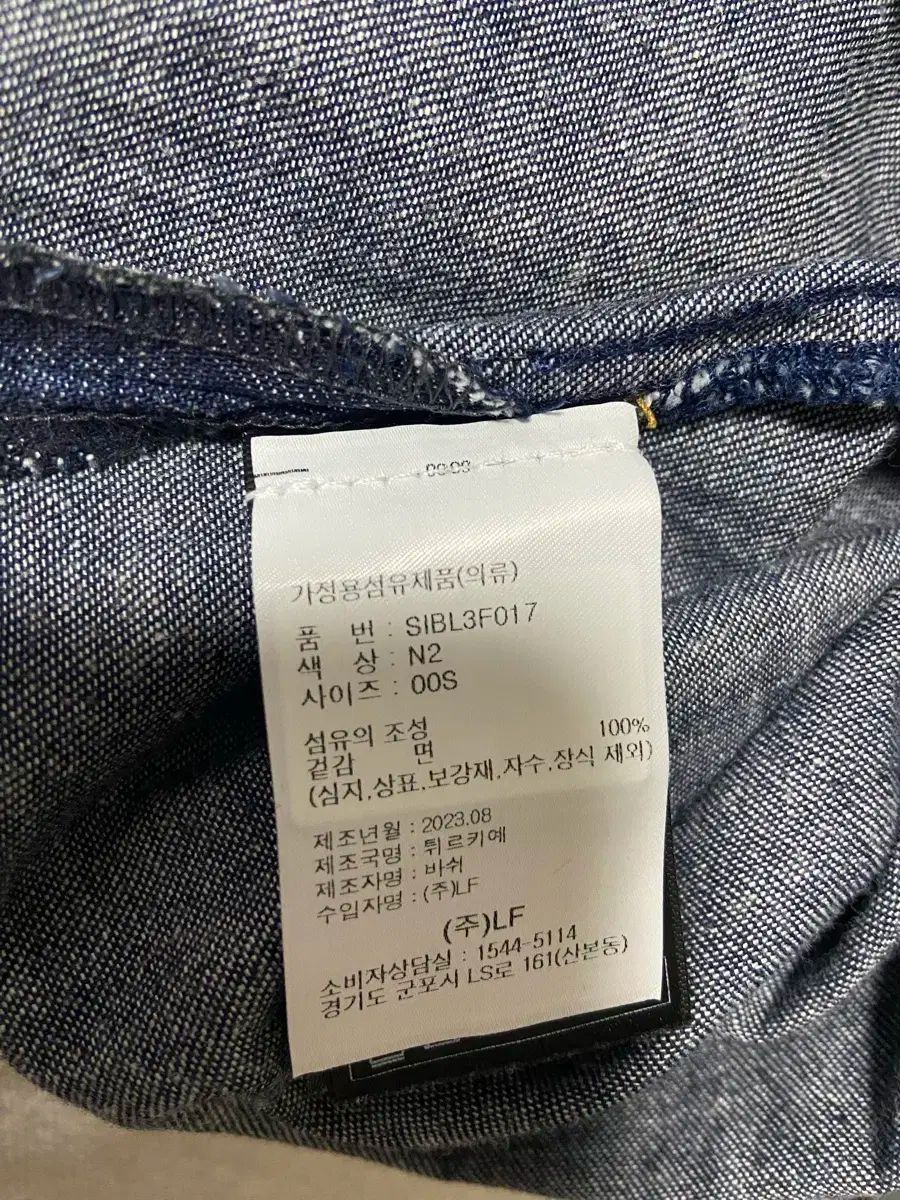 가정용섬유제품(의류)
품 번 : SIBL3F017
색 상 : N2
사이즈 : 00S
섬유의 조성
겉감 면 100%
(심지,상표,보강재,자수,장식 제외)
제조년월 : 2023.08
제조국명 : 튀르키예
제조자명 : 바쉬
수입자명 : (주)LF
(주)LF
소비자상담실 : 1544-5114
경기도 군포시 LS로 161(산본동)